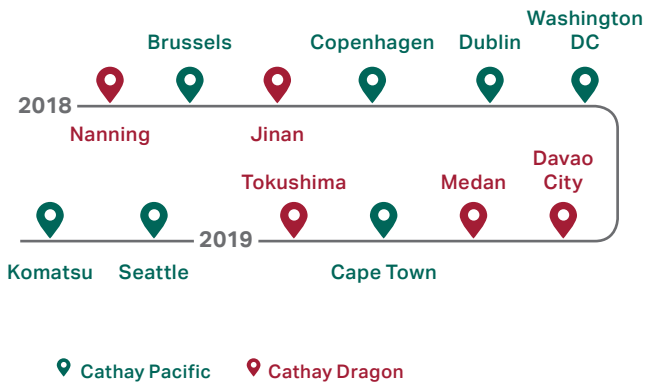 Washington
DC
Brussels
Copenhagen
Dublin
2018
Nanning
Jinan
Davao
City
Tokushima
Medan
2019
Komatsu
Seattle
Cape Town
Cathay Pacific
Cathay Dragon